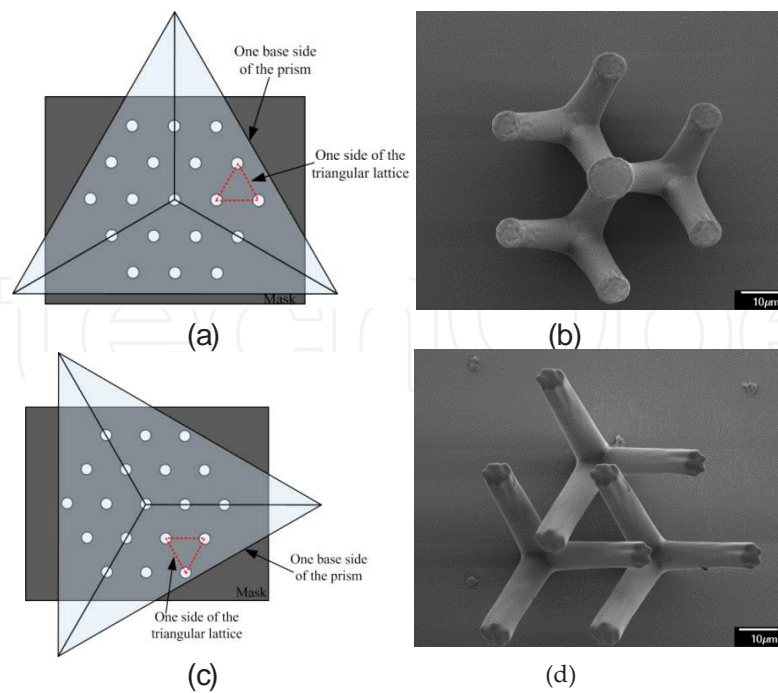 One base side
of the prism
One side of the
triangular lattice
Mask
(a)
10μm
(b)
One base side
of the prism
Mask
One side of the
triangular lattice
(c)
10μm
(d)